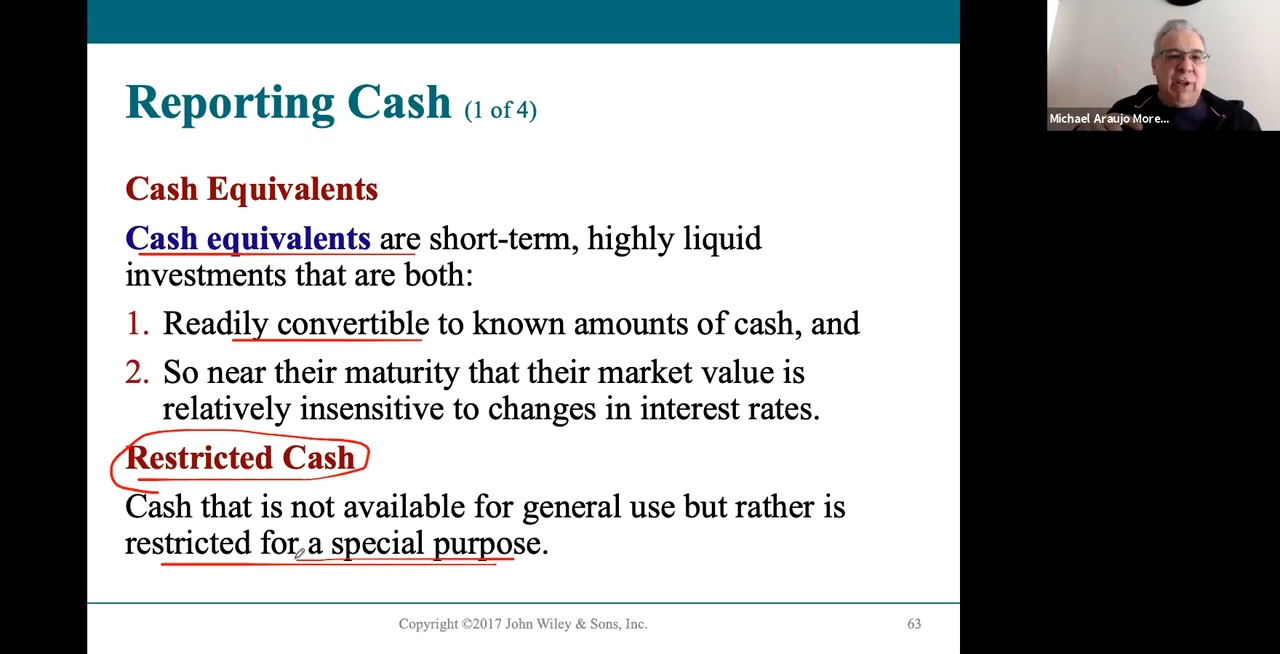 Reporting Cash (1 of 4)
Cash Equivalents
Cash equivalents are short-term, highly liquid
investments that are both:
1. Readily convertible to known amounts of cash, and
2. So near their maturity that their market value is
relatively insensitive to changes in interest rates.
Restricted Cash
Cash that is not available for general use but rather is
restricted for a special purpose.
Copyright ©2017 John Wiley & Sons, Inc.
63
Michael Araujo More...